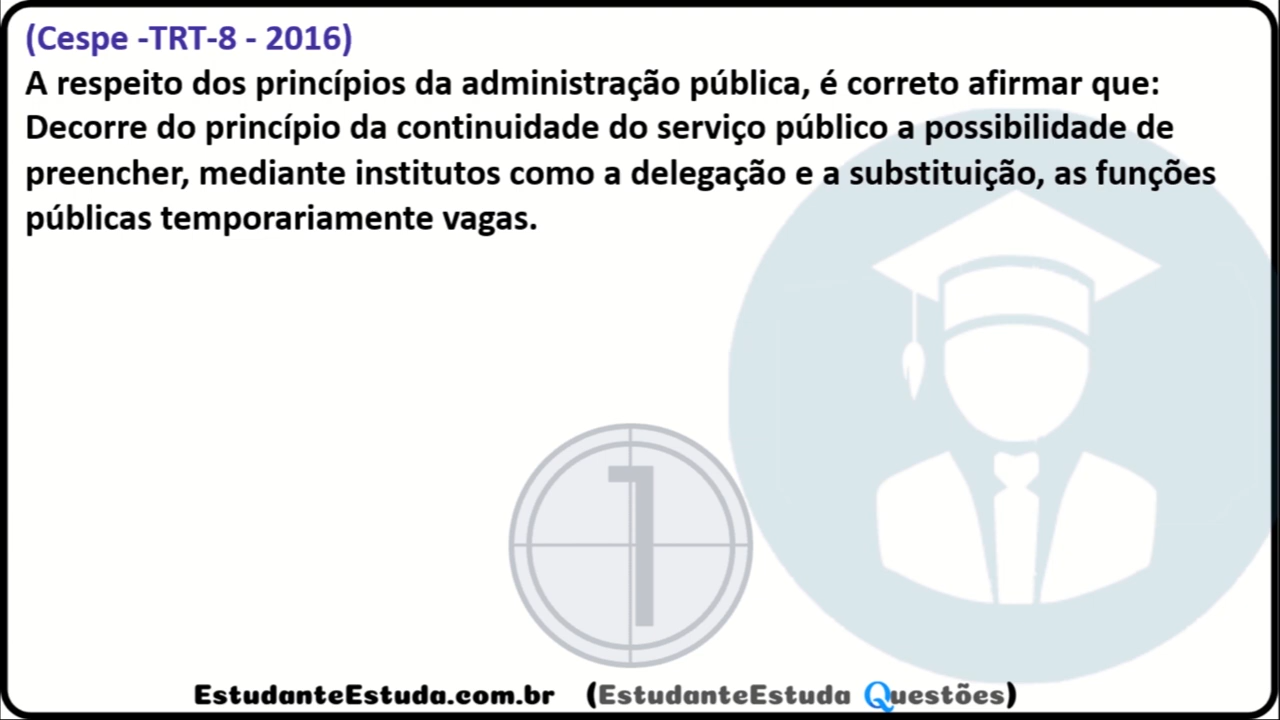 (Cespe -TRT-8 - 2016)
A respeito dos princípios da administração pública, é correto afirmar que:
Decorre do princípio da continuidade do serviço público a possibilidade de
preencher, mediante institutos como a delegação e a substituição, as funções
públicas temporariamente vagas.
1
EstudanteEstuda.com.br (EstudanteEstuda Questões)